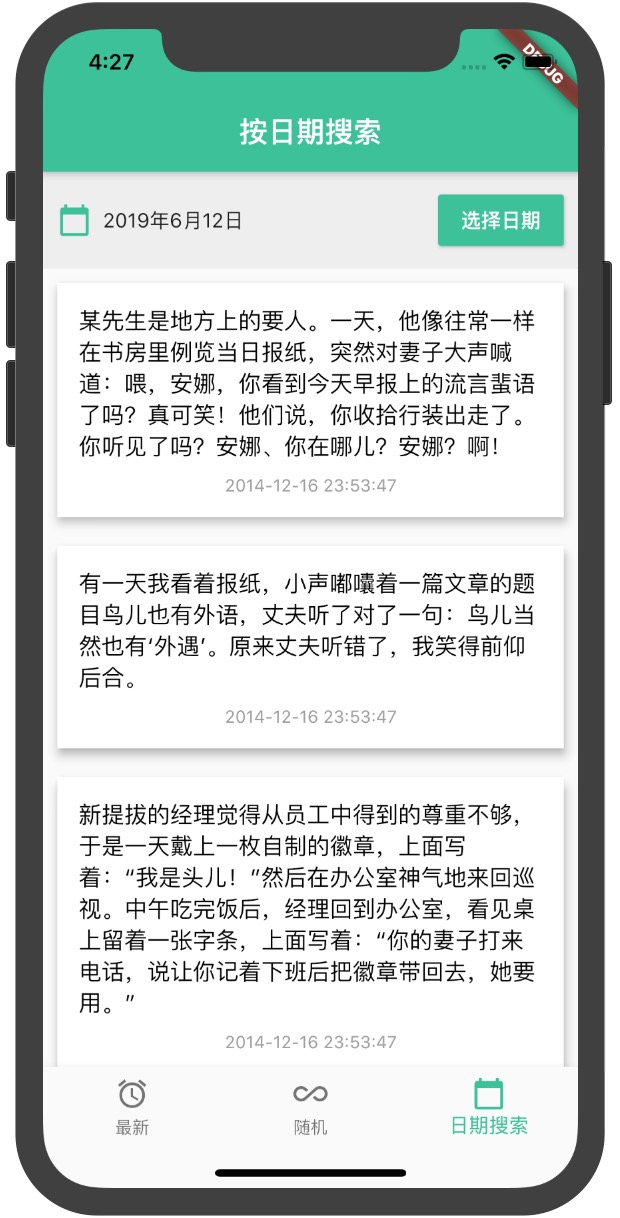 4:27
DEBUG
按日期搜索
2019年6月12日
选择日期
某先生是地方上的要人。一天，他像往常一样
在书房里例览当日报纸，突然对妻子大声喊
道：喂，安娜，你看到今天早报上的流言蜚语
了吗？真可笑！他们说，你收拾行装出走了。
你听见了吗？安娜、你在哪儿？安娜？啊！
2014-12-16 23:53:47
有一天我看着报纸，小声嘟囔着一篇文章的题
目鸟儿也有外语，丈夫听了对了一句：鸟儿当
然也有‘外遇’。原来丈夫听错了，我笑得前仰
后合。
2014-12-16 23:53:47
新提拔的经理觉得从员工中得到的尊重不够，
于是一天戴上一枚自制的徽章，上面写
着：“我是头儿！”然后在办公室神气地来回巡
视。中午吃完饭后，经理回到办公室，看见桌
上留着一张字条，上面写着：“你的妻子打来
电话，说让你记着下班后把徽章带回去，她要
用。”
2014-12-16 23:53:47
最新
随机
日期搜索